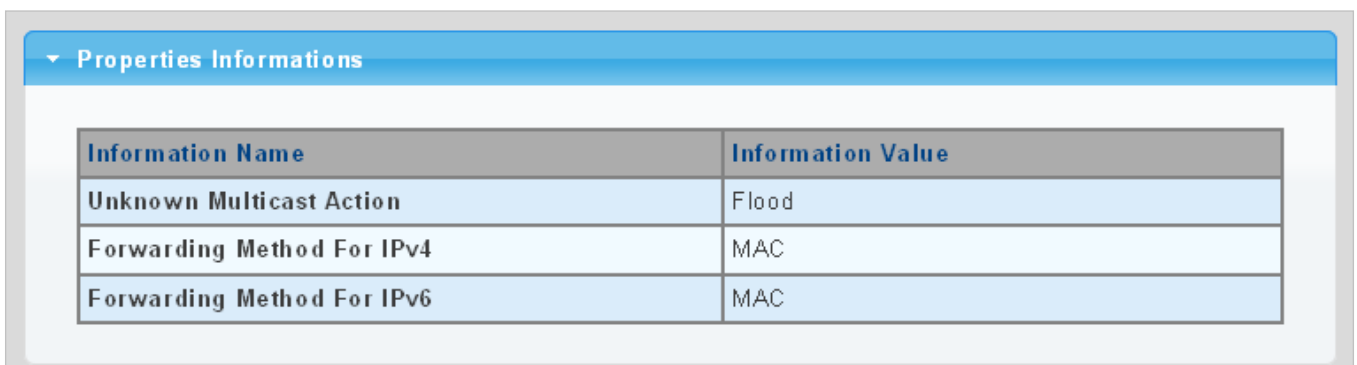 Properties Informations
Information Name Information Value
Unknown Multicast Action Flood
Forwarding Method For IPv4 MAC
Forwarding Method For IPv6 MAC